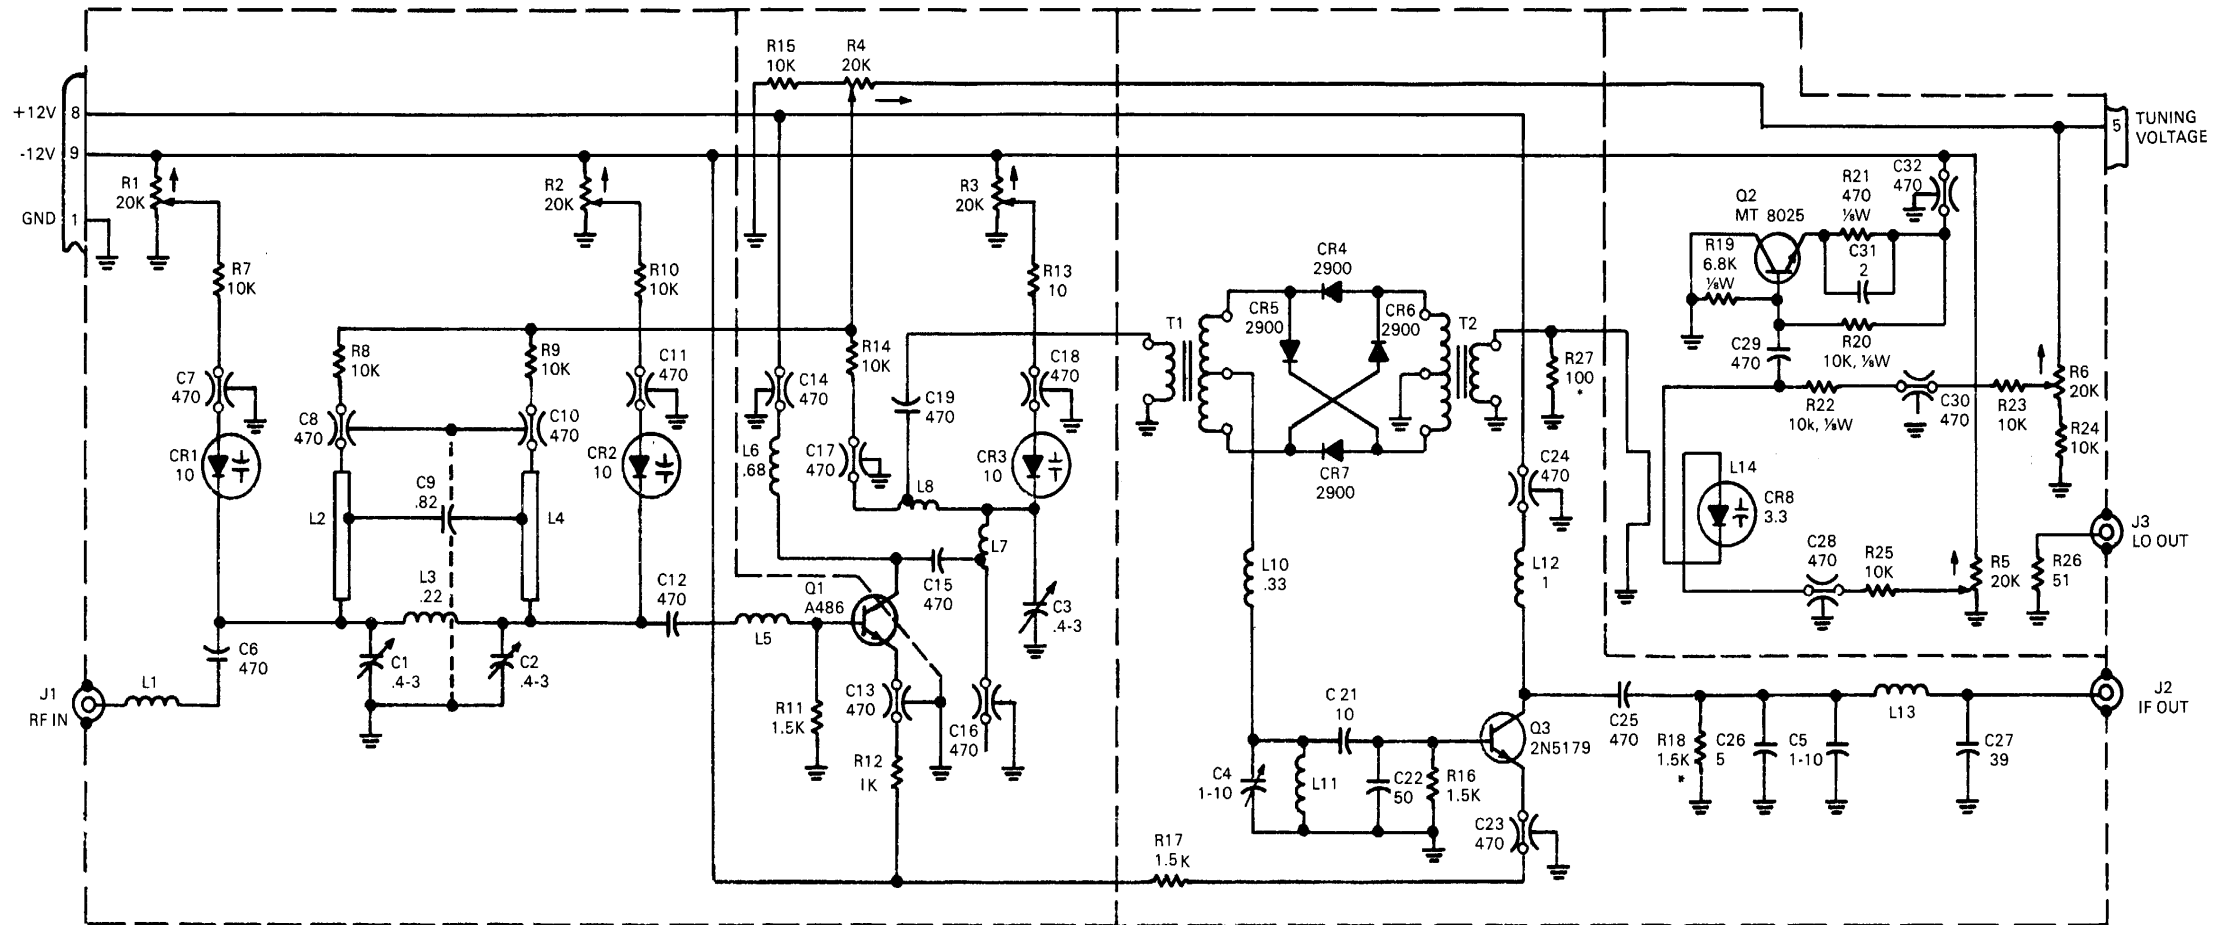 R15
10K
R4
20K
+12V
8
-12V
9
GND
1
5
TUNING
VOLTAGE
R1
20K
R2
20K
R3
20K
Q2
MT 8025
R21
470
⅛W
C32
470
R7
10K
R10
10K
R13
10
R19
6.8K
⅛W
C31
2
CR4
2900
CR5
2900
CR6
2900
CR7
2900
T1
T2
R8
10K
R9
10K
R14
10K
C7
470
C8
470
C10
470
C11
470
C14
470
C19
470
C18
470
R27
100
*
C29
470
R20
10K, ⅛W
R22
10k, ⅛W
C30
470
R23
10K
R6
20K
R24
10K
CR1
10
CR2
10
CR3
10
C9
.82
L2
L4
L6
.68
C17
470
L8
L7
C24
470
L14
CR8
3.3
J3
LO OUT
L3
.22
C12
470
Q1
A486
C15
470
C3
.4-3
L10
.33
L12
1
C28
470
R25
10K
R5
20K
R26
51
L5
C6
470
C1
.4-3
C2
.4-3
J1
RF IN
L1
R11
1.5K
C13
470
C16
470
R12
1K
C 21
10
C4
1-10
L11
C22
50
R16
1.5K
Q3
2N5179
C23
470
R17
1.5K
C25
470
R18
1.5K
*
C26
5
C5
1-10
L13
C27
39
J2
IF OUT